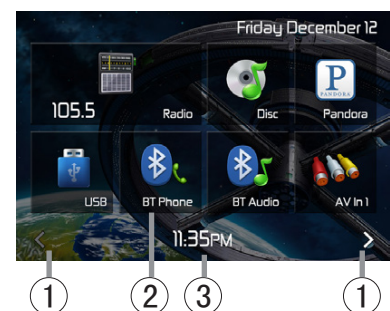 Friday December 12
P
PANDORA
105.5 Radio Disc Pandora
USB BT Phone BT Audio AV In 1
11:35PM
1 2 3 1